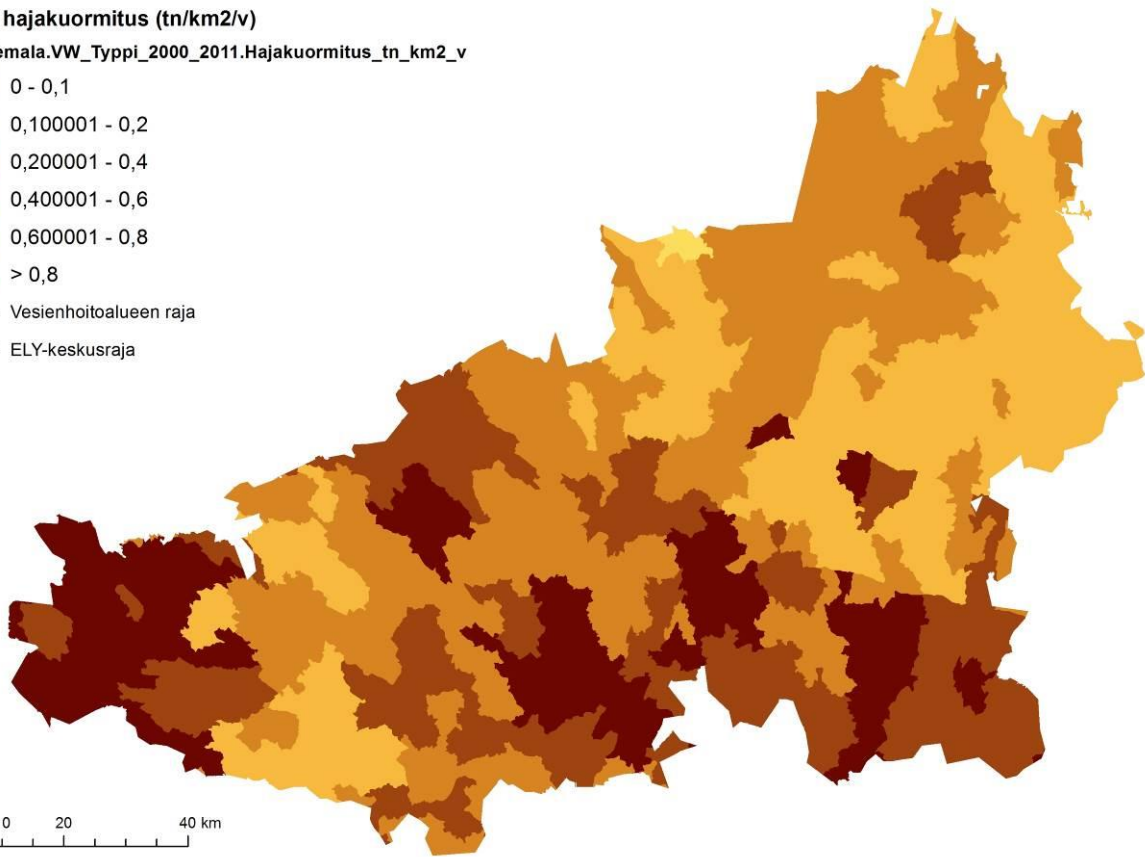 hajakuormitus (tn/km2/v)
emala.VW_Typpi_2000_2011.Hajakuormitus_tn_km2_v
0 - 0,1
0,100001 - 0,2
0,200001 - 0,4
0,400001 - 0,6
0,600001 - 0,8
> 0,8
Vesienhoitoalueen raja
ELY-keskusraja
0 20 40 km